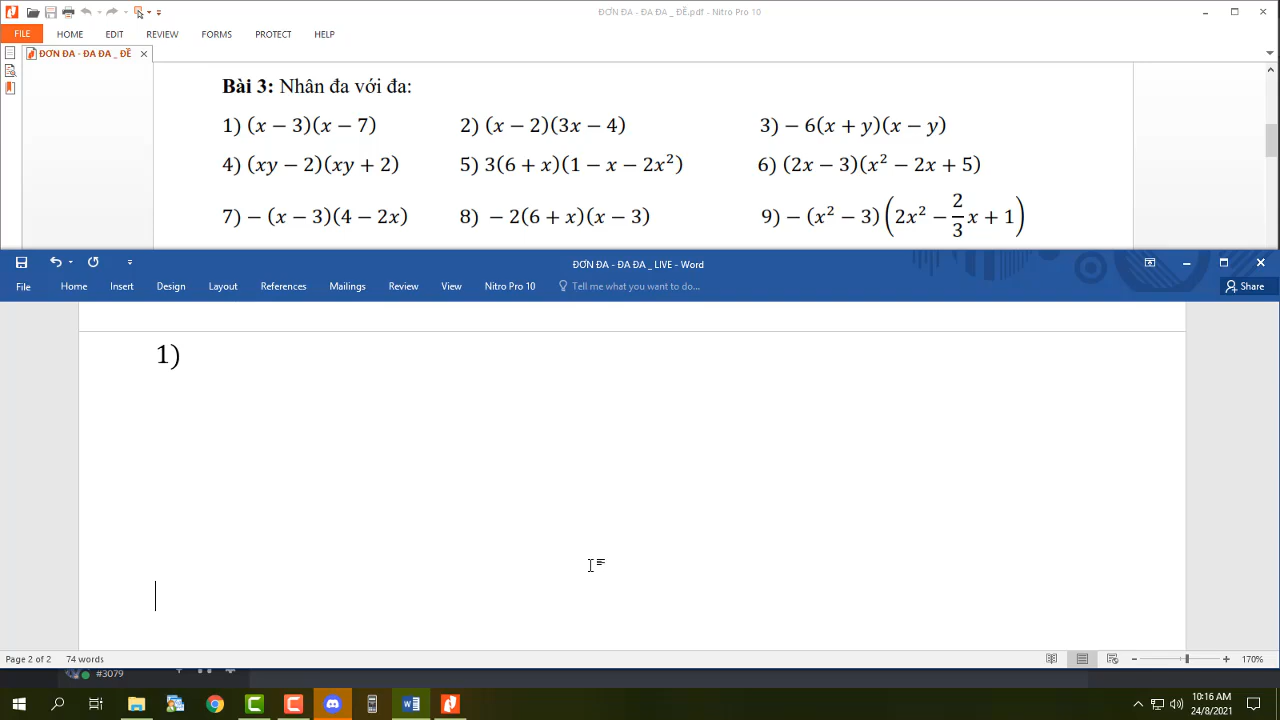 ĐƠN ĐA - ĐA ĐA _ ĐỀ.pdf - Nitro Pro 10
FILE HOME EDIT REVIEW FORMS PROTECT HELP
ĐƠN ĐA - ĐA ĐA _ ĐỀ
Bài 3: Nhân đa với đa:
1) (x − 3)(x − 7) 2) (x − 2)(3x − 4) 3) − 6(x + y)(x − y)
4) (xy − 2)(xy + 2) 5) 3(6 + x)(1 − x − 2x²) 6) (2x − 3)(x² − 2x + 5)
7) − (x − 3)(4 − 2x) 8) − 2(6 + x)(x − 3) 9) − (x² − 3)(2x² − 2/3 x + 1)
ĐƠN ĐA - ĐA ĐA _ LIVE - Word
File Home Insert Design Layout References Mailings Review View Nitro Pro 10 Tell me what you want to do... Share
1)
Page 2 of 2 74 words 170%
#3079
10:16 AM
24/8/2021